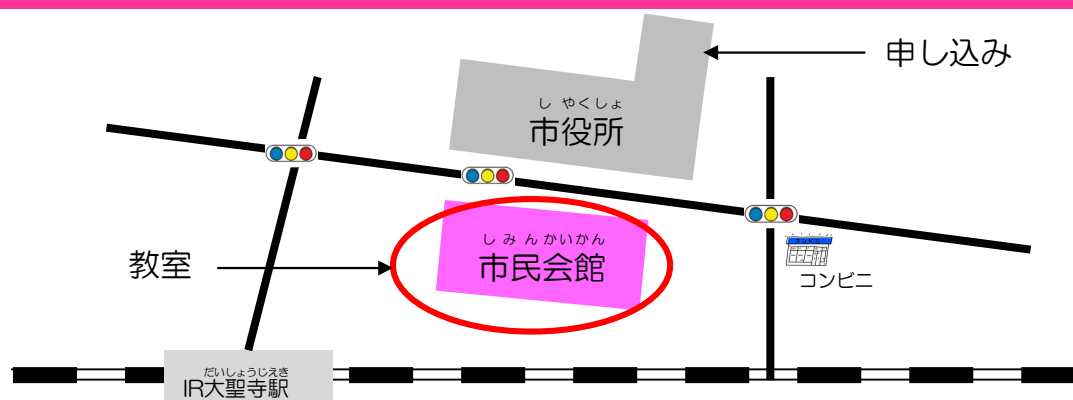 申し込み
し やくしょ
市役所
しみんかいかん
市民会館
教室
コンビニ
だいしょうじえき
IR大聖寺駅